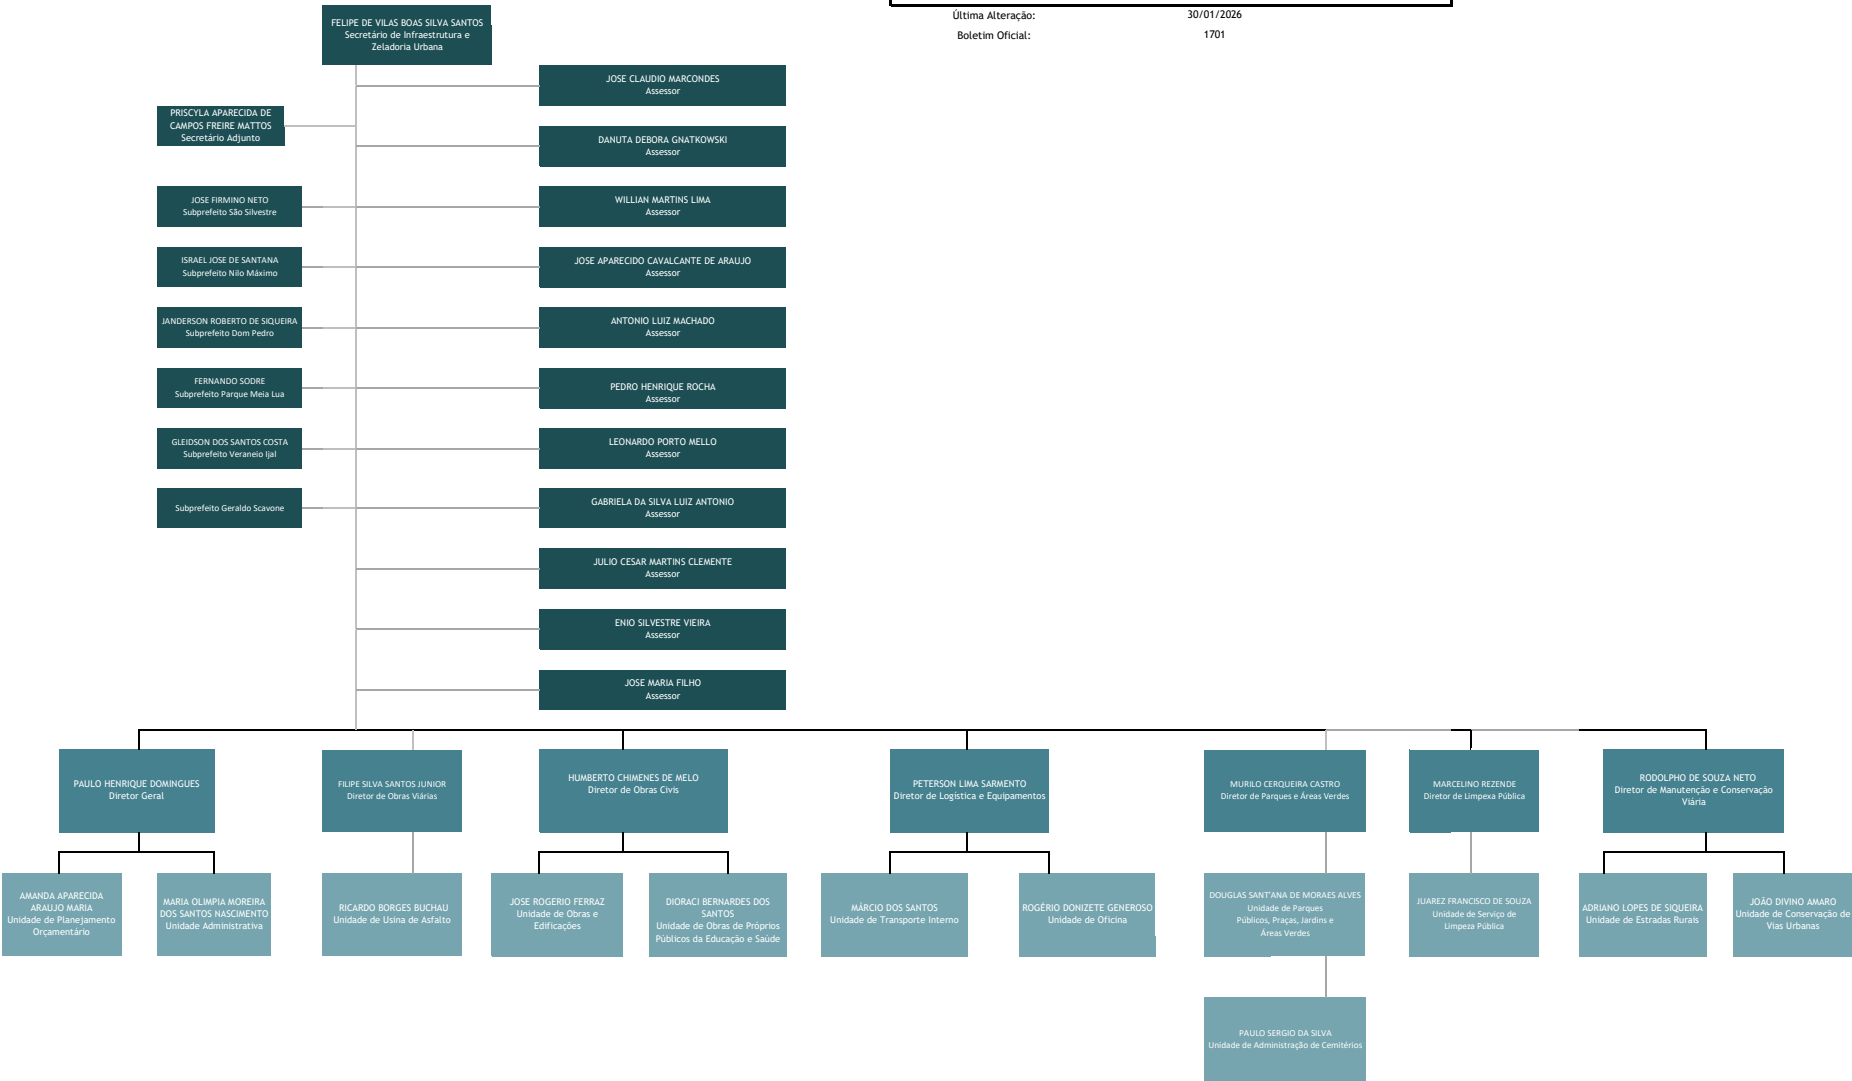 FELIPE DE VILAS BOAS SILVA SANTOS
Secretário de Infraestrutura e
Zeladoria Urbana
Última Alteração: 30/01/2026
Boletim Oficial: 1701
JOSE CLAUDIO MARCONDES
Assessor
PRISCYLA APARECIDA DE
CAMPOS FREIRE MATTOS
Secretário Adjunto
DANUTA DEBORA GNATKOWSKI
Assessor
JOSE FIRMINO NETO
Subprefeito São Silvestre
WILLIAN MARTINS LIMA
Assessor
ISRAEL JOSE DE SANTANA
Subprefeito Nilo Máximo
JOSE APARECIDO CAVALCANTE DE ARAUJO
Assessor
JANDERSON ROBERTO DE SIQUEIRA
Subprefeito Dom Pedro
ANTONIO LUIZ MACHADO
Assessor
FERNANDO SODRE
Subprefeito Parque Meia Lua
PEDRO HENRIQUE ROCHA
Assessor
GLEIDSON DOS SANTOS COSTA
Subprefeito Veraneio Ijal
LEONARDO PORTO MELLO
Assessor
Subprefeito Geraldo Scavone
GABRIELA DA SILVA LUIZ ANTONIO
Assessor
JULIO CESAR MARTINS CLEMENTE
Assessor
ENIO SILVESTRE VIEIRA
Assessor
JOSE MARIA FILHO
Assessor
PAULO HENRIQUE DOMINGUES
Diretor Geral
FILIPE SILVA SANTOS JUNIOR
Diretor de Obras Viárias
HUMBERTO CHIMENES DE MELO
Diretor de Obras Civis
PETERSON LIMA SARMENTO
Diretor de Logística e Equipamentos
MURILO CERQUEIRA CASTRO
Diretor de Parques e Áreas Verdes
MARCELINO REZENDE
Diretor de Limpexa Pública
RODOLPHO DE SOUZA NETO
Diretor de Manutenção e Conservação
Viária
AMANDA APARECIDA
ARAUJO MARIA
Unidade de Planejamento
Orçamentário
MARIA OLIMPIA MOREIRA
DOS SANTOS NASCIMENTO
Unidade Administrativa
RICARDO BORGES BUCHAU
Unidade de Usina de Asfalto
JOSE ROGERIO FERRAZ
Unidade de Obras e
Edificações
DIORACI BERNARDES DOS
SANTOS
Unidade de Obras de Próprios
Públicos da Educação e Saúde
MÁRCIO DOS SANTOS
Unidade de Transporte Interno
ROGÉRIO DONIZETE GENEROSO
Unidade de Oficina
DOUGLAS SANT'ANA DE MORAES ALVES
Unidade de Parques
Públicos, Praças, Jardins e
Áreas Verdes
JUAREZ FRANCISCO DE SOUZA
Unidade de Serviço de
Limpeza Pública
ADRIANO LOPES DE SIQUEIRA
Unidade de Estradas Rurais
JOÃO DIVINO AMARO
Unidade de Conservação de
Vias Urbanas
PAULO SERGIO DA SILVA
Unidade de Administração de Cemitérios